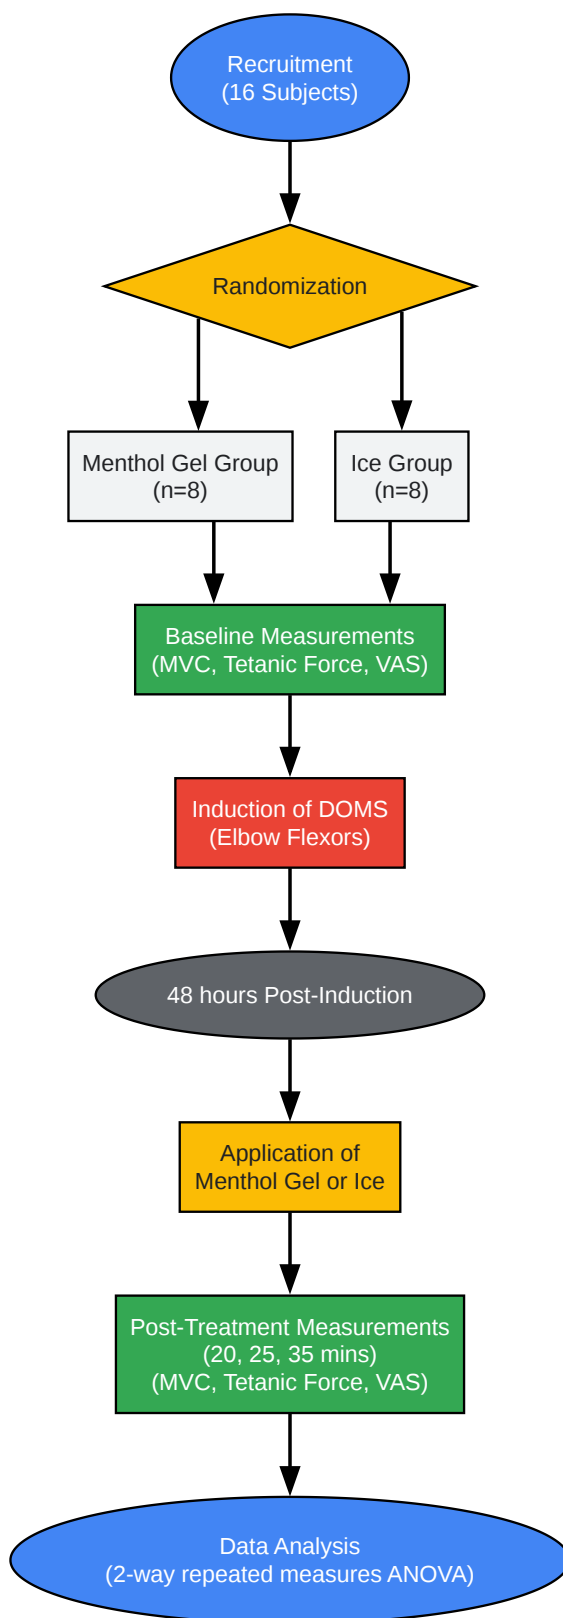 Recruitment
(16 Subjects)
Randomization
Menthol Gel Group
(n=8)
Ice Group
(n=8)
Baseline Measurements
(MVC, Tetanic Force, VAS)
Induction of DOMS
(Elbow Flexors)
48 hours Post-Induction
Application of
Menthol Gel or Ice
Post-Treatment Measurements
(20, 25, 35 mins)
(MVC, Tetanic Force, VAS)
Data Analysis
(2-way repeated measures ANOVA)